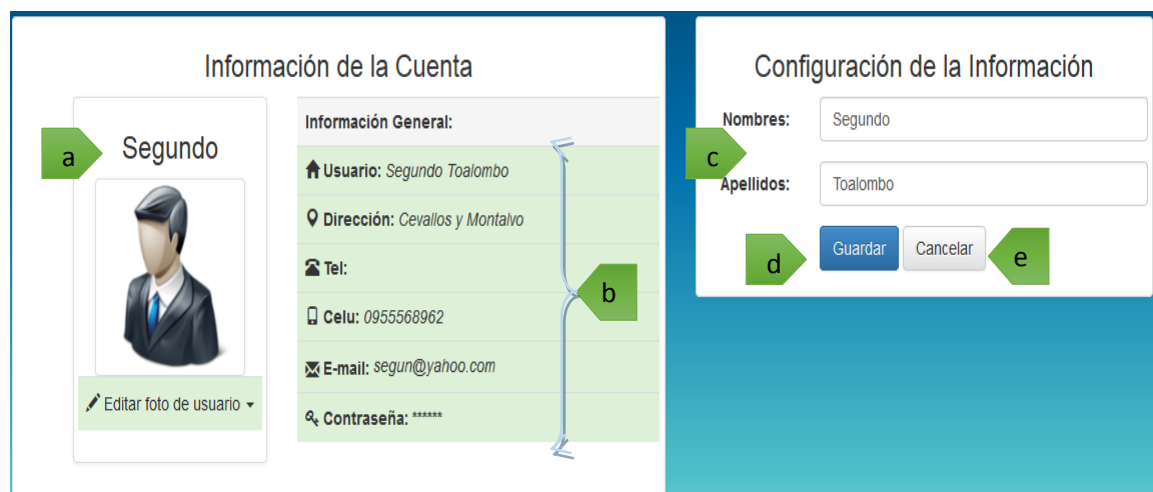 Información de la Cuenta
a
Segundo
Editar foto de usuario
Información General:
Usuario: Segundo Toalombo
Dirección: Cevallos y Montalvo
Tel:
Celu: 0955568962
E-mail: segun@yahoo.com
Contraseña: ******
b
Configuración de la Información
Nombres: Segundo
c
Apellidos: Toalombo
d
Guardar Cancelar
e